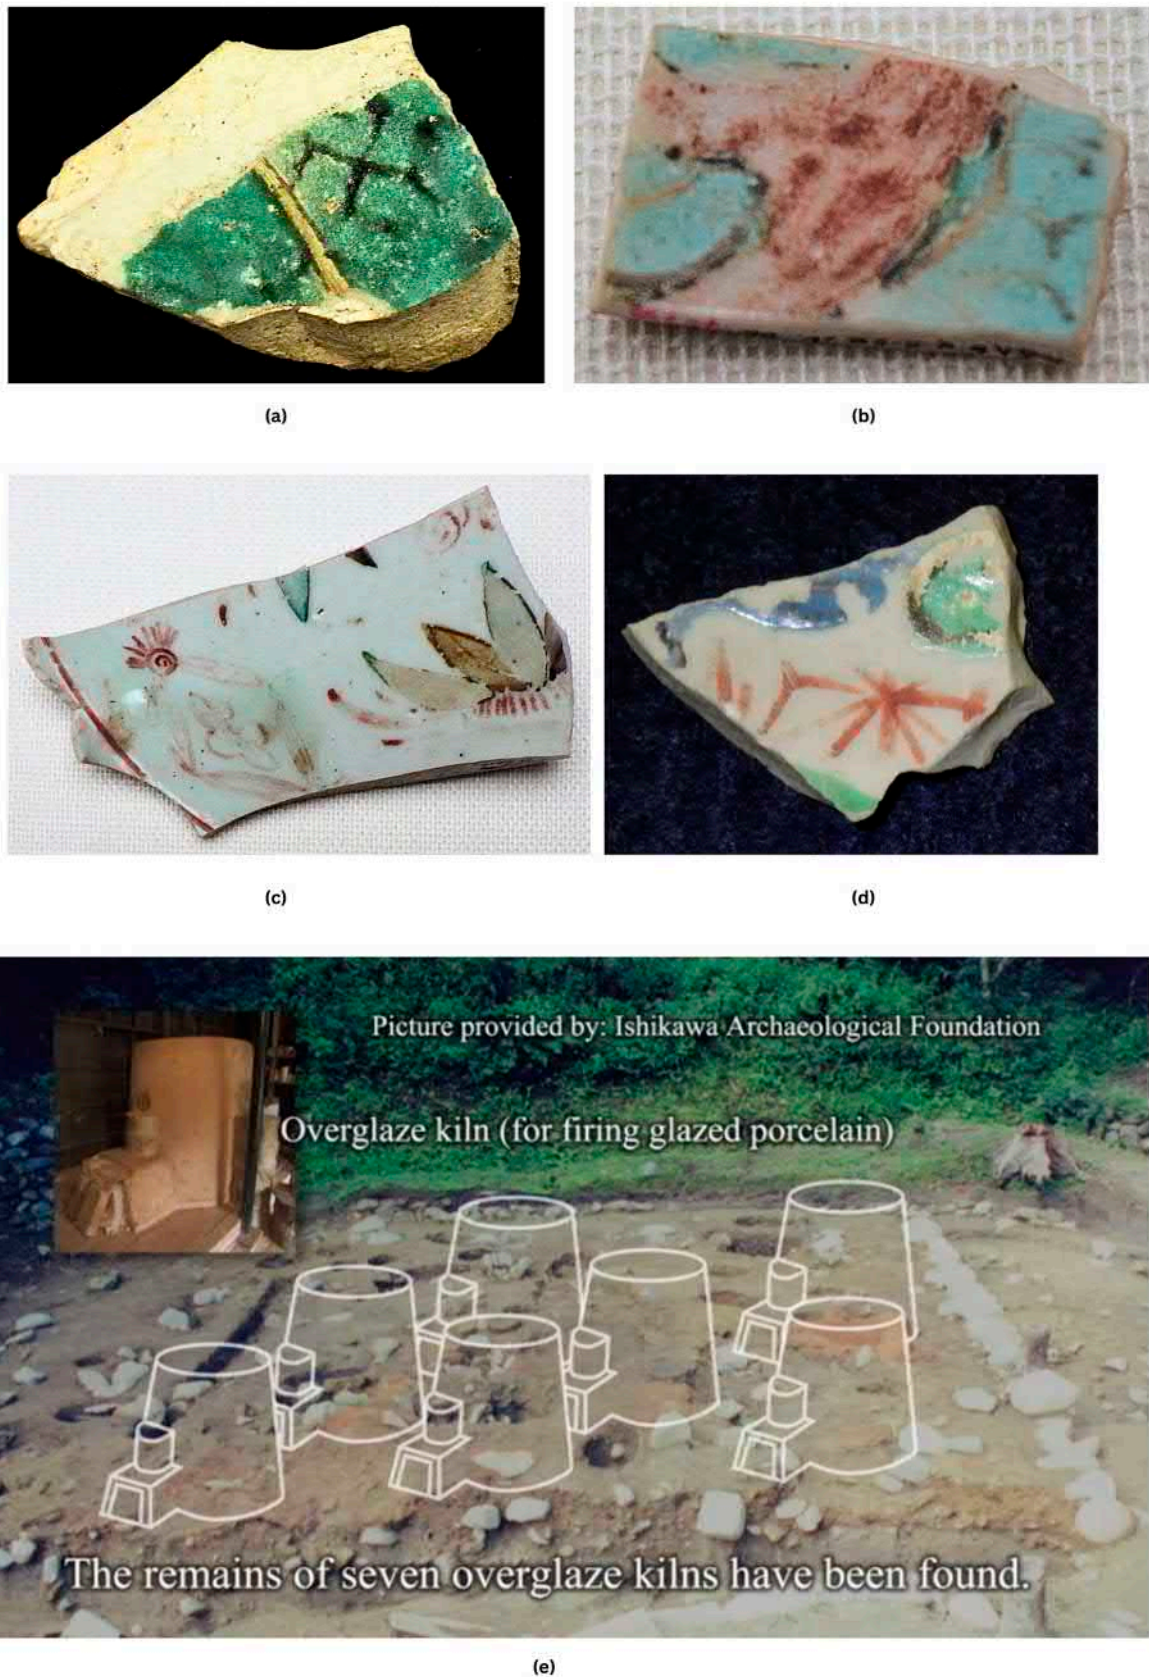 (a)
(b)
(c)
(d)
Picture provided by: Ishikawa Archaeological Foundation
Overglaze kiln (for firing glazed porcelain)
The remains of seven overglaze kilns have been found.
(e)